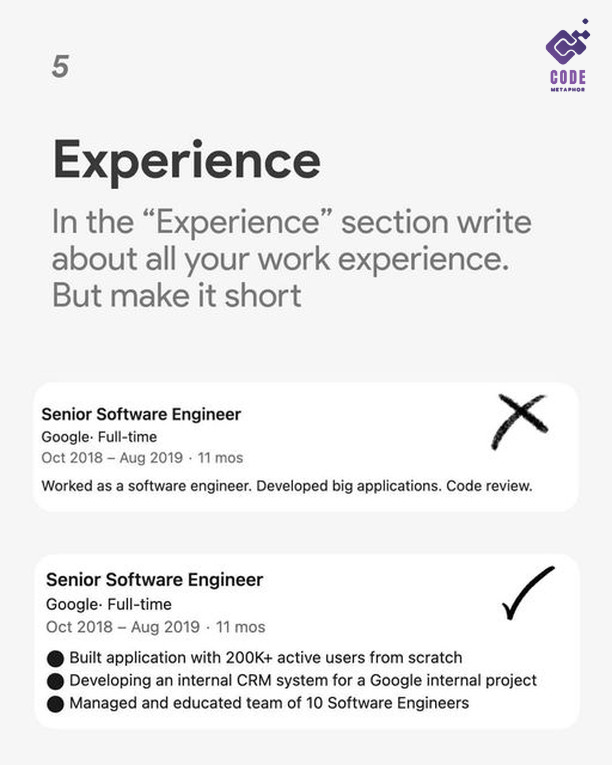 5
CODE
METAPHOR
Experience
In the “Experience” section write
about all your work experience.
But make it short
Senior Software Engineer
Google· Full-time
Oct 2018 – Aug 2019 · 11 mos
Worked as a software engineer. Developed big applications. Code review.
Senior Software Engineer
Google· Full-time
Oct 2018 – Aug 2019 · 11 mos
● Built application with 200K+ active users from scratch
● Developing an internal CRM system for a Google internal project
● Managed and educated team of 10 Software Engineers